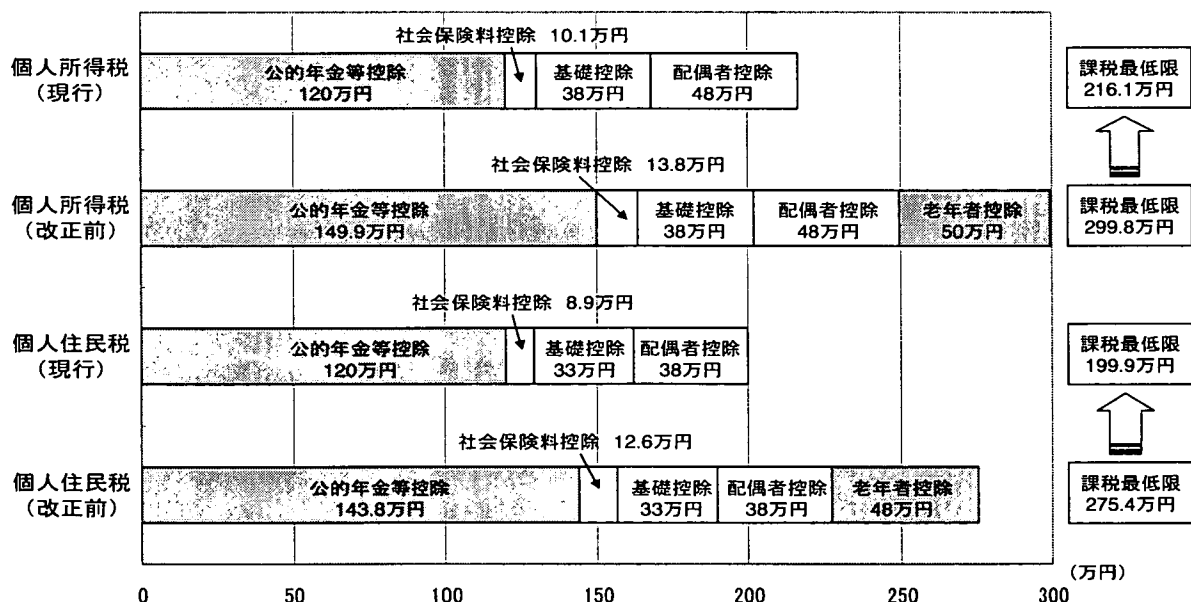 社会保険料控除 10.1万円
個人所得税
(現行)
公的年金等控除
120万円
基礎控除
38万円
配偶者控除
48万円
課税最低限
216.1万円
社会保険料控除 13.8万円
個人所得税
(改正前)
公的年金等控除
149.9万円
基礎控除
38万円
配偶者控除
48万円
老年者控除
50万円
課税最低限
299.8万円
社会保険料控除 8.9万円
個人住民税
(現行)
公的年金等控除
120万円
基礎控除
33万円
配偶者控除
38万円
課税最低限
199.9万円
社会保険料控除 12.6万円
個人住民税
(改正前)
公的年金等控除
143.8万円
基礎控除
33万円
配偶者控除
38万円
老年者控除
48万円
課税最低限
275.4万円
0 50 100 150 200 250 300 (万円)